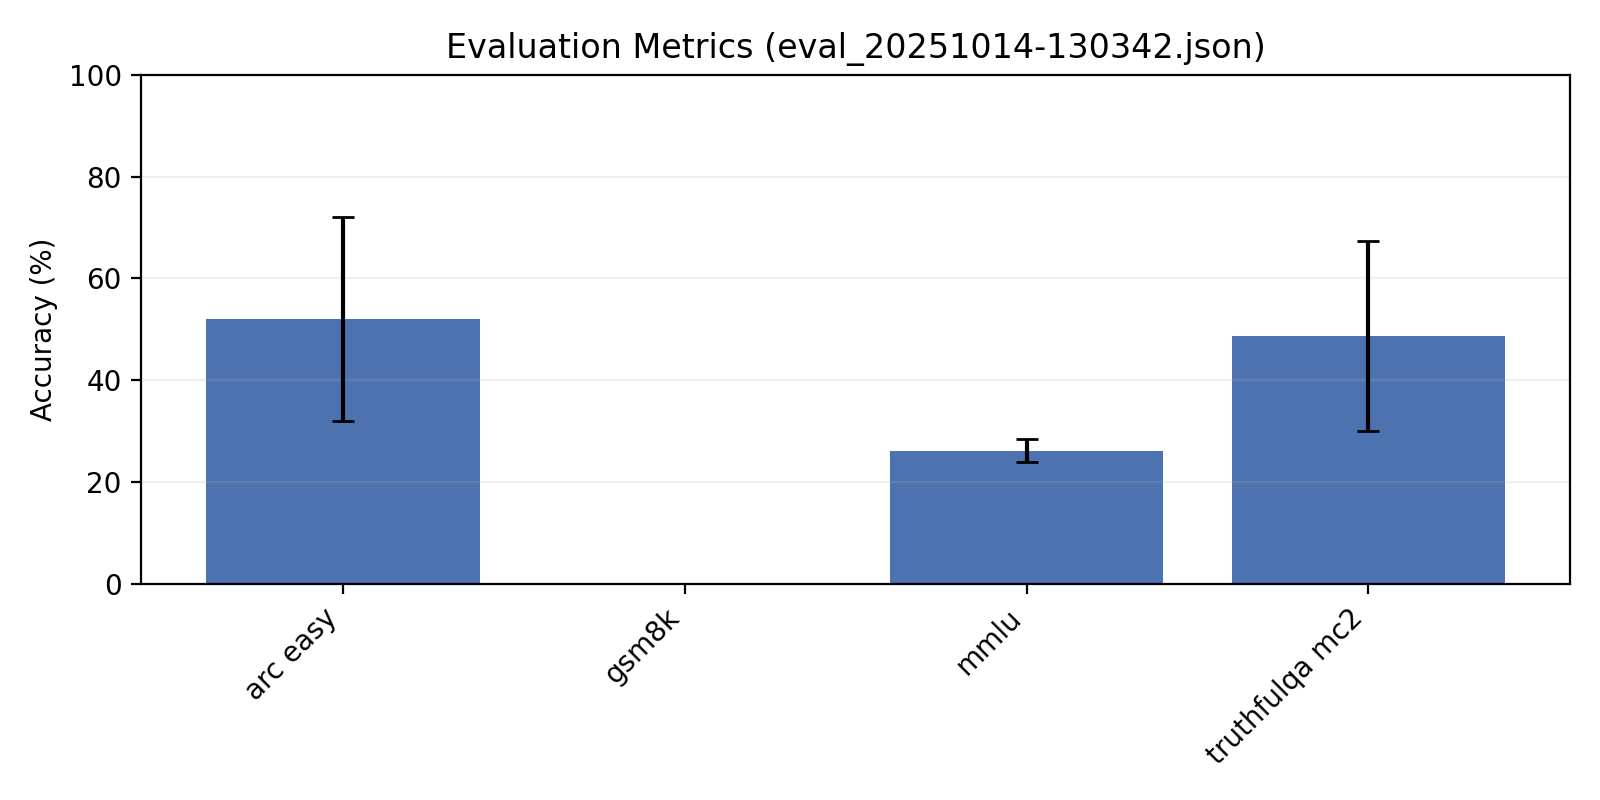 Evaluation Metrics (eval_20251014-130342.json)
Accuracy (%)
100
80
60
40
20
0
arc easy
gsm8k
mmlu
truthfulqa mc2